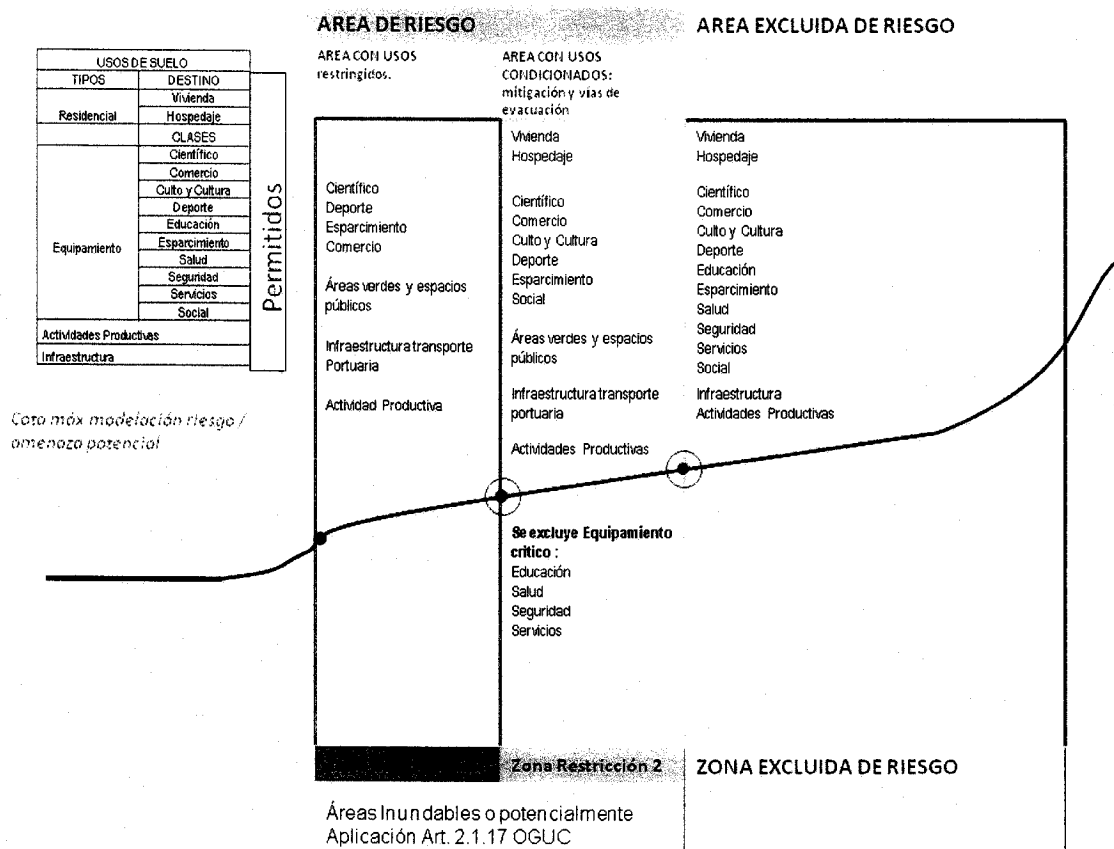 AREA DE RIESGO
AREA EXCLUIDA DE RIESGO
AREA CON USOS
restringidos.
AREA CON USOS
CONDICIONADOS:
mitigación y vías de
evacuación
USOS DE SUELO
TIPOS
DESTINO
Residencial
Vivienda
Hospedaje
CLASES
Equipamiento
Científico
Comercio
Culto y Cultura
Deporte
Educación
Esparcimiento
Salud
Seguridad
Servicios
Social
Actividades Productivas
Infraestructura
Permitidos
Cota máx modelación riesgo /
amenaza potencial
Científico
Deporte
Esparcimiento
Comercio
Áreas verdes y espacios
públicos
Infraestructura transporte
Portuaria
Actividad Productiva
Vivienda
Hospedaje
Científico
Comercio
Culto y Cultura
Deporte
Esparcimiento
Social
Áreas verdes y espacios
públicos
Infraestructura transporte
portuaria
Actividades Productivas
Se excluye Equipamiento
crítico :
Educación
Salud
Seguridad
Servicios
Vivienda
Hospedaje
Científico
Comercio
Culto y Cultura
Deporte
Educación
Esparcimiento
Salud
Seguridad
Servicios
Social
Infraestructura
Actividades Productivas
Zona Restricción 2
ZONA EXCLUIDA DE RIESGO
Áreas Inundables o potencialmente
Aplicación Art. 2.1.17 OGUC